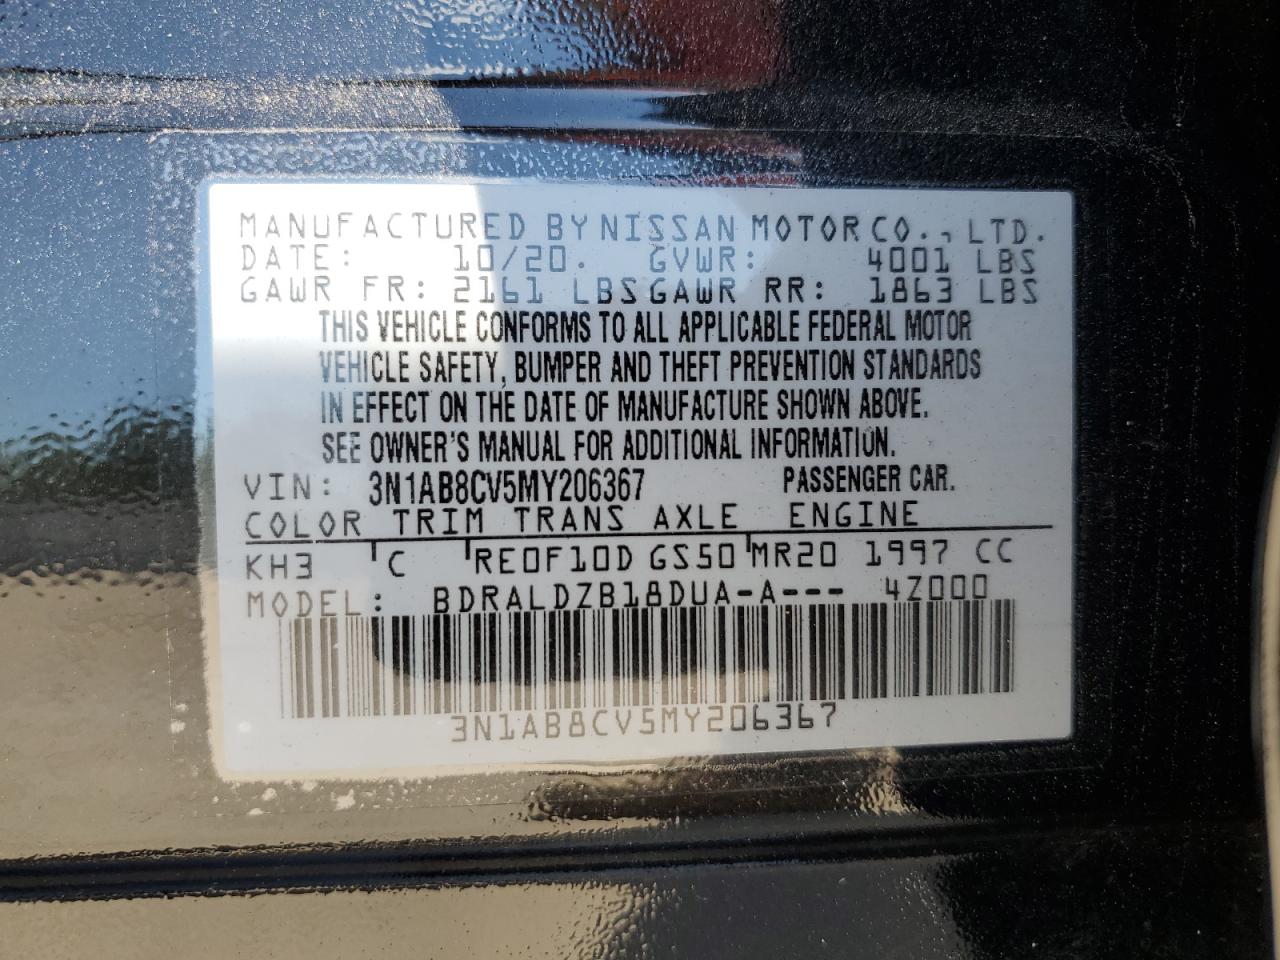 MANUFACTURED BY NISSAN MOTOR CO., LTD.
DATE: 10/20. GVWR: 4001 LBS
GAWR FR: 2161 LBS GAWR RR: 1863 LBS
THIS VEHICLE CONFORMS TO ALL APPLICABLE FEDERAL MOTOR
VEHICLE SAFETY, BUMPER AND THEFT PREVENTION STANDARDS
IN EFFECT ON THE DATE OF MANUFACTURE SHOWN ABOVE.
SEE OWNER'S MANUAL FOR ADDITIONAL INFORMATION.
VIN: 3N1AB8CV5MY206367 PASSENGER CAR.
COLOR TRIM TRANS AXLE ENGINE
KH3 C RE0F10D GS50 MR20 1997 CC
MODEL: BDRALDZB18DUA-A--- 4Z000
3N1AB8CV5MY206367